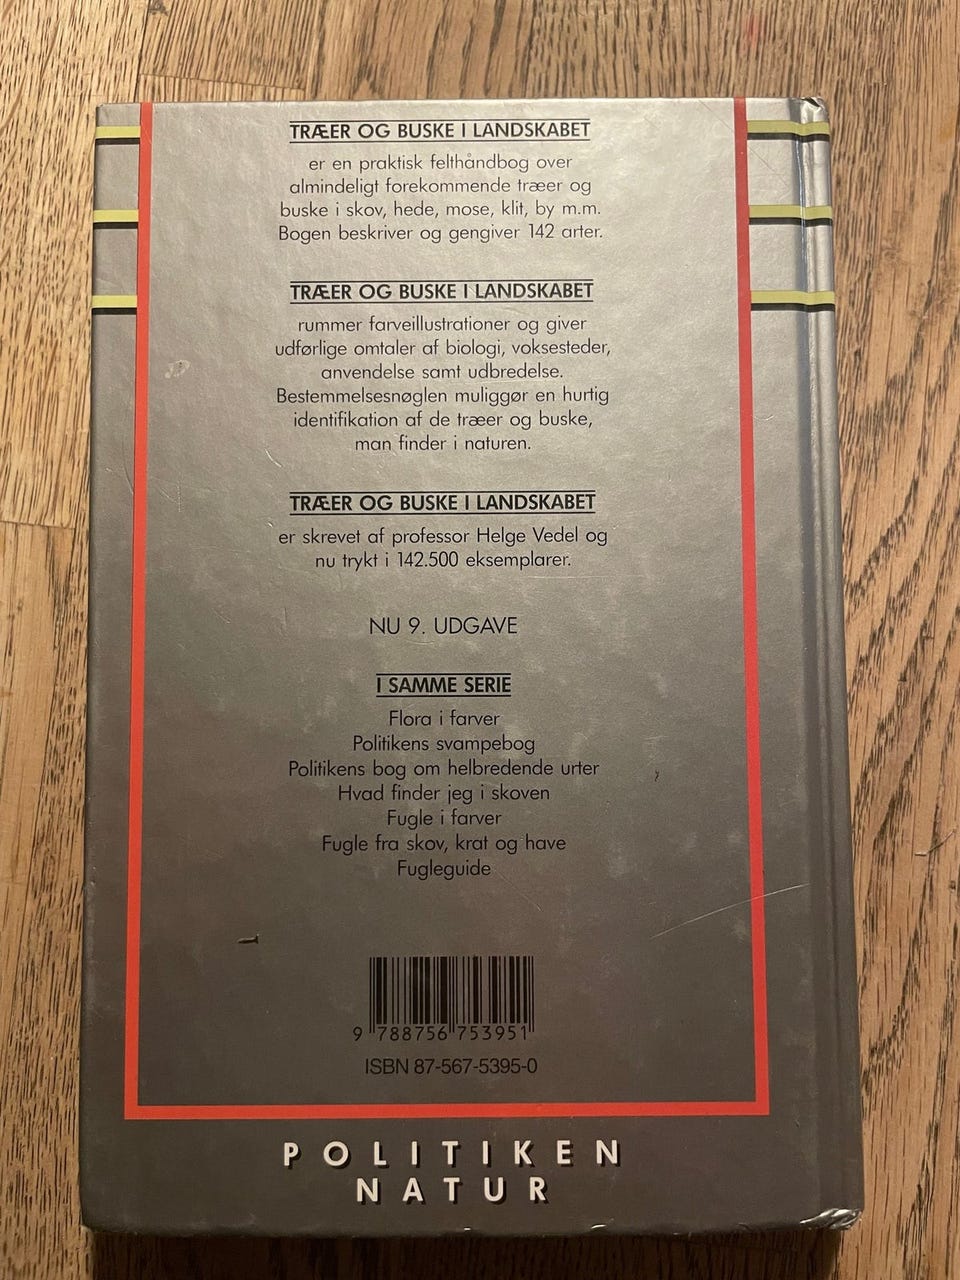 TRÆER OG BUSKE I LANDSKABET
er en praktisk felthåndbog over
almindeligt forekommende træer og
buske i skov, hede, mose, klit, by m.m.
Bogen beskriver og gengiver 142 arter.
TRÆER OG BUSKE I LANDSKABET
rummer farveillustrationer og giver
udførlige omtaler af biologi, voksesteder,
anvendelse samt udbredelse.
Bestemmelsesnøglen muliggør en hurtig
identifikation af de træer og buske,
man finder i naturen.
TRÆER OG BUSKE I LANDSKABET
er skrevet af professor Helge Vedel og
nu trykt i 142.500 eksemplarer.
NU 9. UDGAVE
I SAMME SERIE
Flora i farver
Politikens svampebog
Politikens bog om helbredende urter
Hvad finder jeg i skoven
Fugle i farver
Fugle fra skov, krat og have
Fugleguide
9 788756 753951
ISBN 87-567-5395-0
POLITIKEN
NATUR